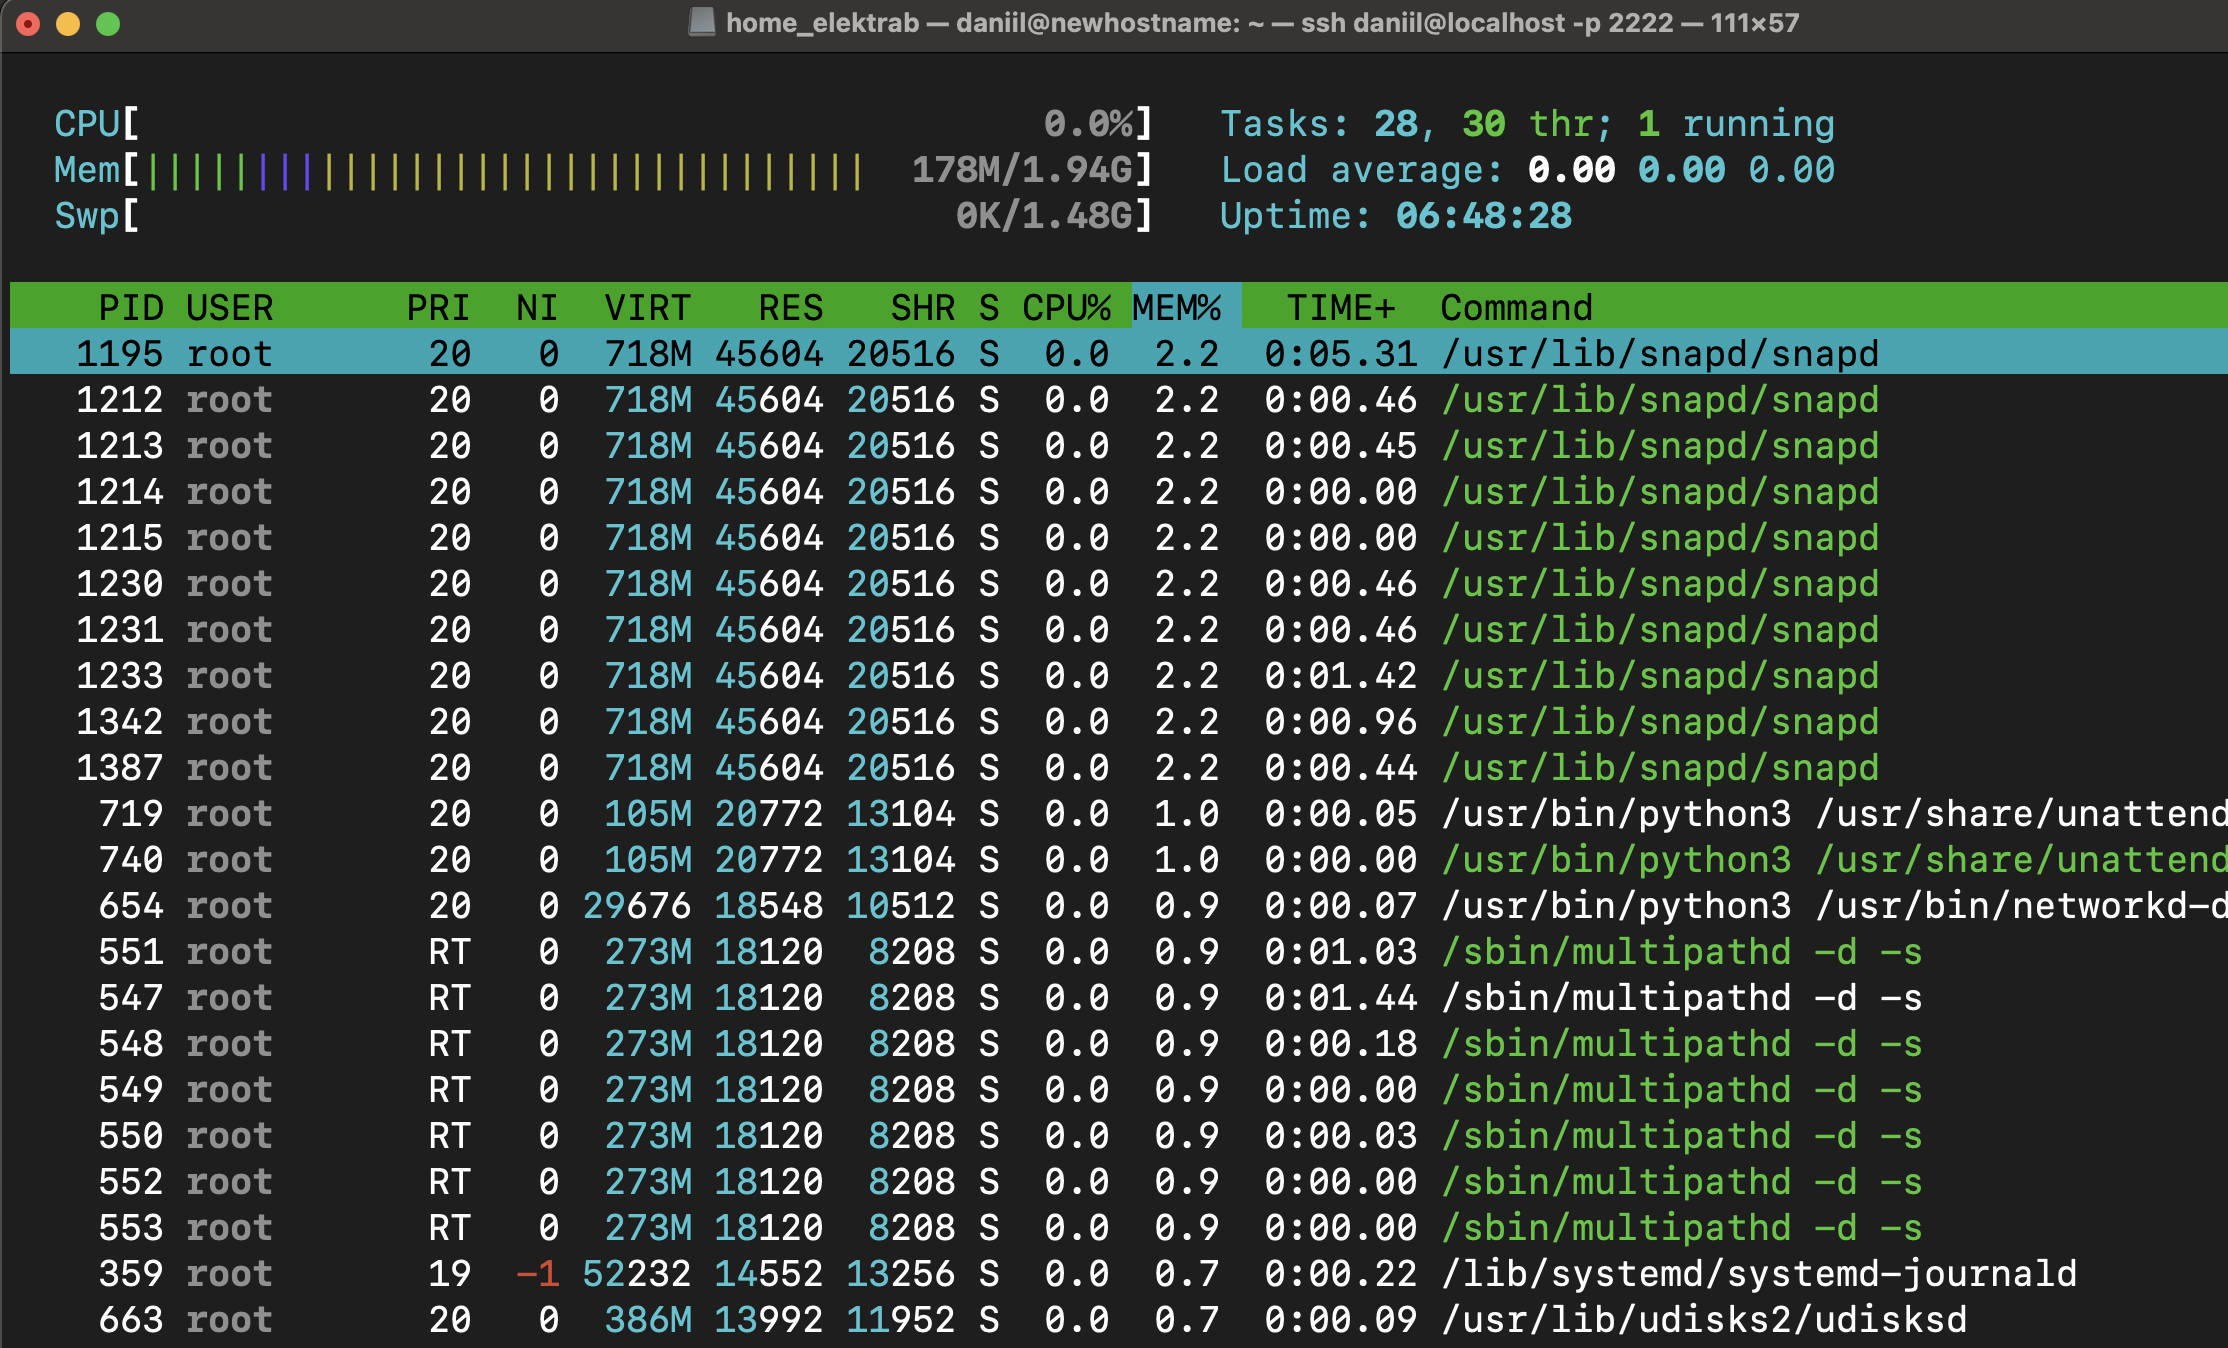 home_elektrab — daniil@newhostname: ~ — ssh daniil@localhost -p 2222 — 111×57
CPU[ 0.0%] Tasks: 28, 30 thr; 1 running
Mem[||||||||||||||||||||||||||||||||| 178M/1.94G] Load average: 0.00 0.00 0.00
Swp[ 0K/1.48G] Uptime: 06:48:28
PID USER PRI NI VIRT RES SHR S CPU% MEM% TIME+ Command
1195 root 20 0 718M 45604 20516 S 0.0 2.2 0:05.31 /usr/lib/snapd/snapd
1212 root 20 0 718M 45604 20516 S 0.0 2.2 0:00.46 /usr/lib/snapd/snapd
1213 root 20 0 718M 45604 20516 S 0.0 2.2 0:00.45 /usr/lib/snapd/snapd
1214 root 20 0 718M 45604 20516 S 0.0 2.2 0:00.00 /usr/lib/snapd/snapd
1215 root 20 0 718M 45604 20516 S 0.0 2.2 0:00.00 /usr/lib/snapd/snapd
1230 root 20 0 718M 45604 20516 S 0.0 2.2 0:00.46 /usr/lib/snapd/snapd
1231 root 20 0 718M 45604 20516 S 0.0 2.2 0:00.46 /usr/lib/snapd/snapd
1233 root 20 0 718M 45604 20516 S 0.0 2.2 0:01.42 /usr/lib/snapd/snapd
1342 root 20 0 718M 45604 20516 S 0.0 2.2 0:00.96 /usr/lib/snapd/snapd
1387 root 20 0 718M 45604 20516 S 0.0 2.2 0:00.44 /usr/lib/snapd/snapd
719 root 20 0 105M 20772 13104 S 0.0 1.0 0:00.05 /usr/bin/python3 /usr/share/unattend
740 root 20 0 105M 20772 13104 S 0.0 1.0 0:00.00 /usr/bin/python3 /usr/share/unattend
654 root 20 0 29676 18548 10512 S 0.0 0.9 0:00.07 /usr/bin/python3 /usr/bin/networkd-d
551 root RT 0 273M 18120 8208 S 0.0 0.9 0:01.03 /sbin/multipathd -d -s
547 root RT 0 273M 18120 8208 S 0.0 0.9 0:01.44 /sbin/multipathd -d -s
548 root RT 0 273M 18120 8208 S 0.0 0.9 0:00.18 /sbin/multipathd -d -s
549 root RT 0 273M 18120 8208 S 0.0 0.9 0:00.00 /sbin/multipathd -d -s
550 root RT 0 273M 18120 8208 S 0.0 0.9 0:00.03 /sbin/multipathd -d -s
552 root RT 0 273M 18120 8208 S 0.0 0.9 0:00.00 /sbin/multipathd -d -s
553 root RT 0 273M 18120 8208 S 0.0 0.9 0:00.00 /sbin/multipathd -d -s
359 root 19 -1 52232 14552 13256 S 0.0 0.7 0:00.22 /lib/systemd/systemd-journald
663 root 20 0 386M 13992 11952 S 0.0 0.7 0:00.09 /usr/lib/udisks2/udisksd